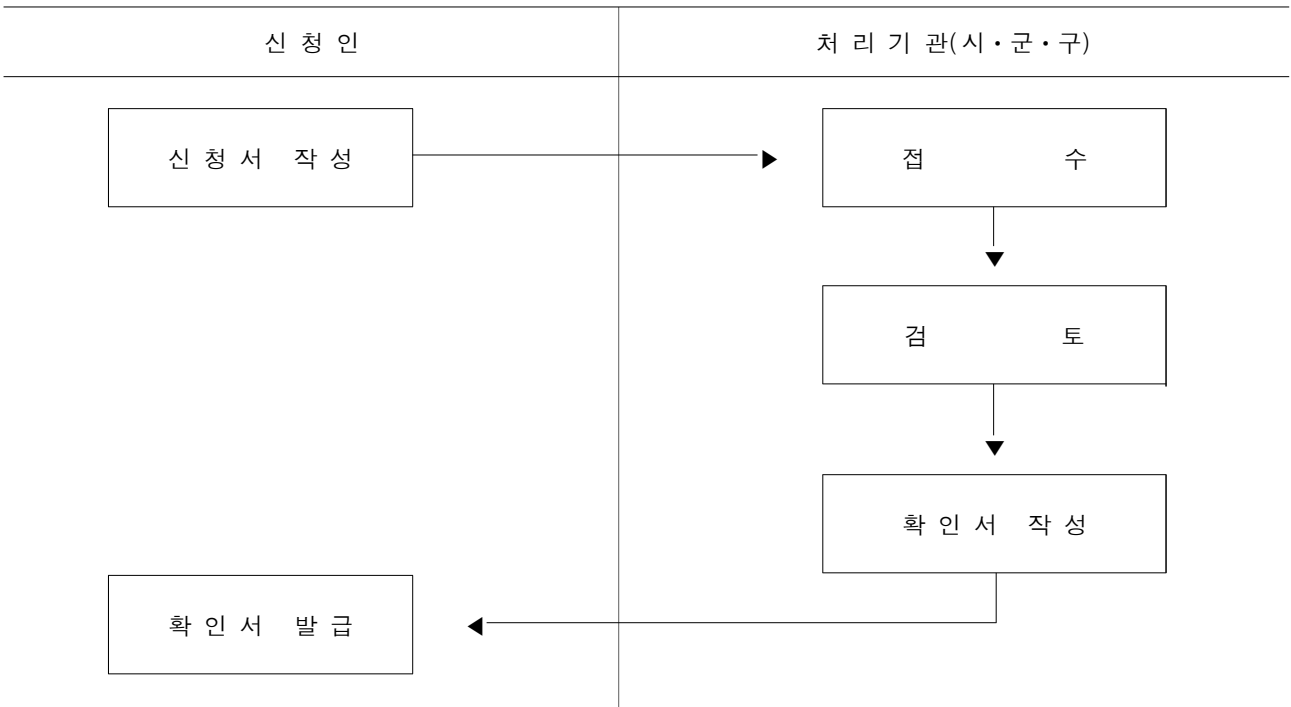 신 청 인
처 리 기 관(시・군・구)
신 청 서 작 성
접 수
검 토
확 인 서 작 성
확 인 서 발 급